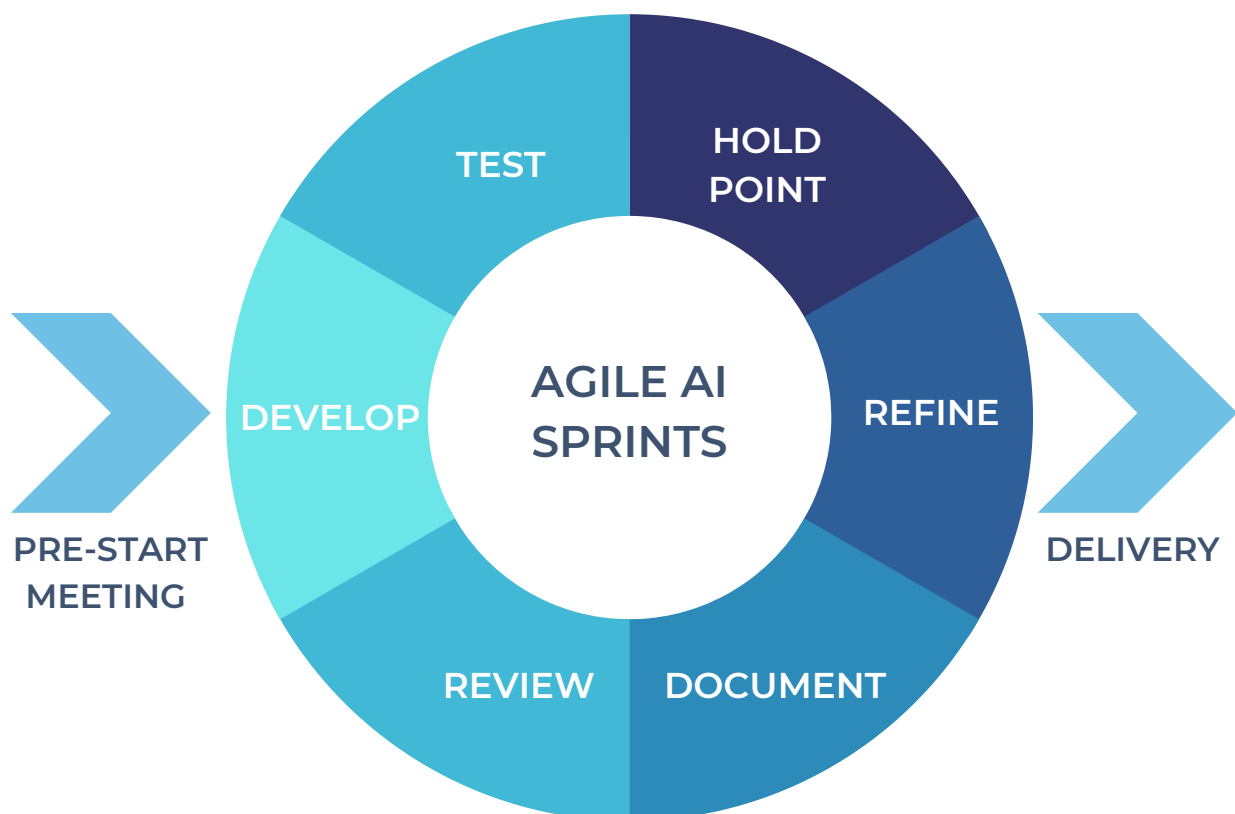 TEST
HOLD
POINT
DEVELOP
AGILE AI
SPRINTS
REFINE
PRE-START
MEETING
DELIVERY
REVIEW
DOCUMENT